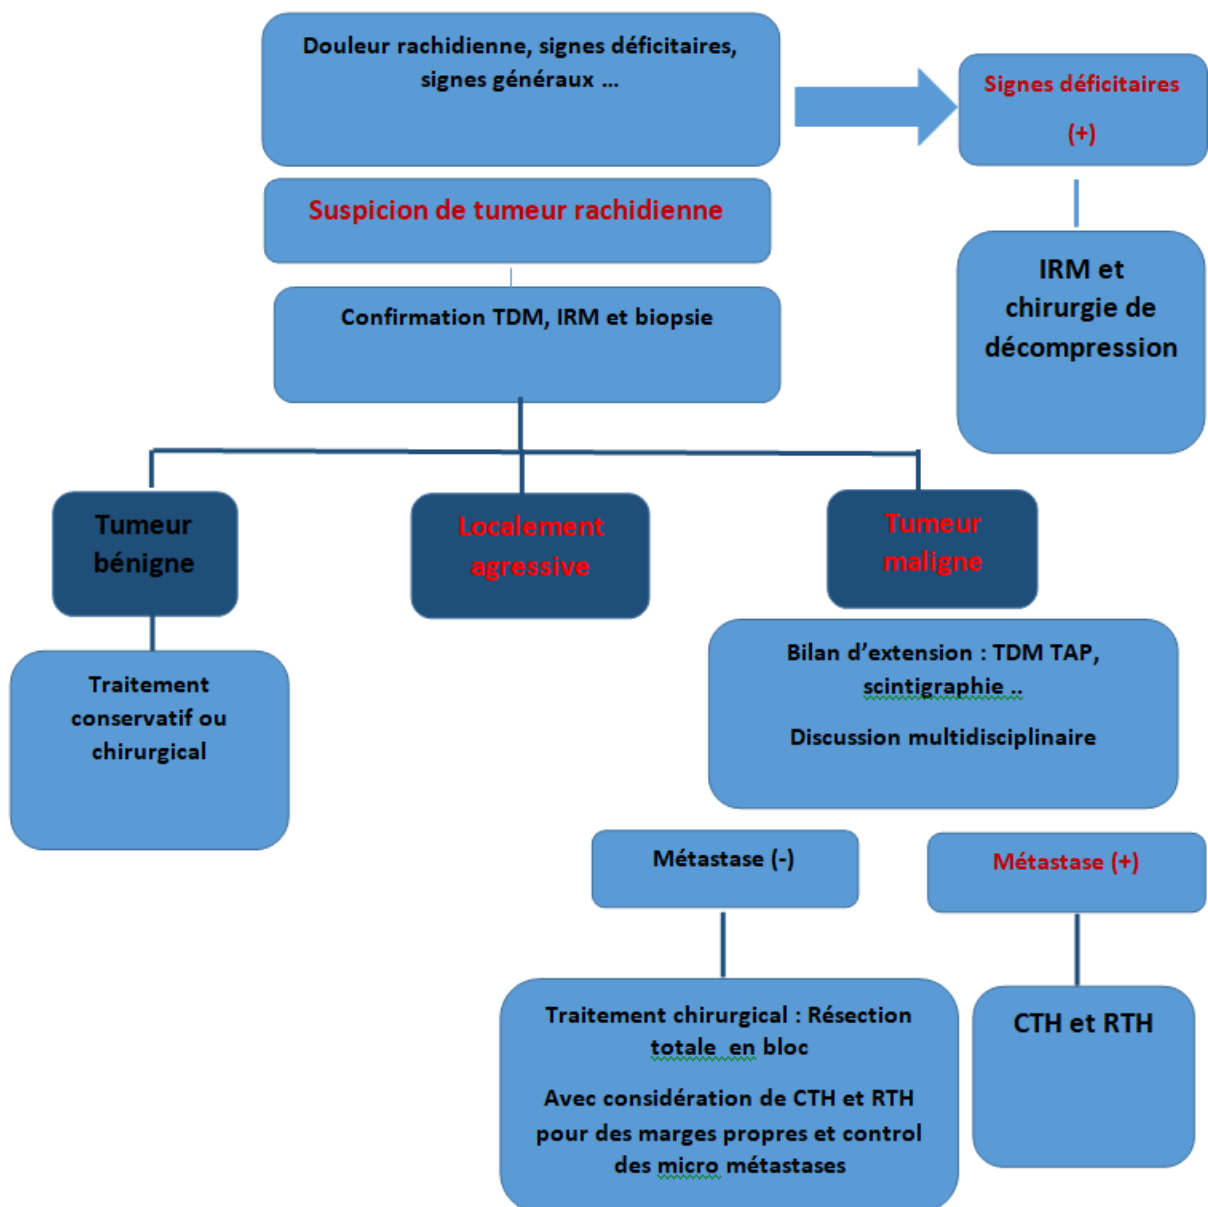 Douleur rachidienne, signes déficitaires,
signes généraux ...
Signes déficitaires
(+)
Suspicion de tumeur rachidienne
IRM et
chirurgie de
décompression
Confirmation TDM, IRM et biopsie
Tumeur
bénigne
Localement
agressive
Tumeur
maligne
Traitement
conservatif ou
chirurgical
Bilan d’extension : TDM TAP,
scintigraphie ..
Discussion multidisciplinaire
Métastase (-)
Métastase (+)
Traitement chirurgical : Résection
totale en bloc
Avec considération de CTH et RTH
pour des marges propres et control
des micro métastases
CTH et RTH